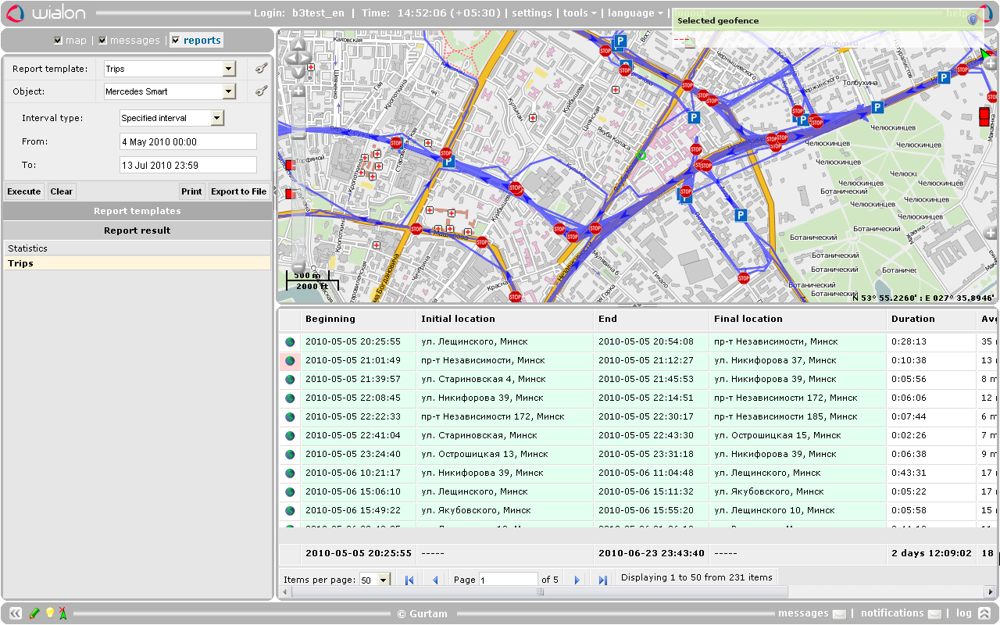 wialon
Login: b3test_en | Time: 14:52:06 (+05:30) | settings | tools | language | logout
help
map | messages | reports
Report template: Trips
Object: Mercedes Smart
Interval type: Specified interval
From: 4 May 2010 00:00
To: 13 Jul 2010 23:59
Execute Clear Print Export to File
Report templates
Report result
Statistics
Trips
Selected geofence
Толбухина
Челюскинцев
Челюскинцев
Челюскинцев
Ботанический
Челюскинцев
Ботанический
Челюскинцев
Ботанический
Ботанический
Ботанический
Ботанический
Ботанический
500 m
2000 ft
N 53° 55.2260' : E 027° 35.8946'
Beginning Initial location End Final location Duration
2010-05-05 20:25:55 ул. Лещинского, Минск 2010-05-05 20:54:08 пр-т Независимости, Минск 0:28:13 35
2010-05-05 21:01:49 пр-т Независимости, Минск 2010-05-05 21:12:27 ул. Никифорова 37, Минск 0:10:38 13
2010-05-05 21:39:57 ул. Стариновская 4, Минск 2010-05-05 21:45:53 ул. Никифорова 39, Минск 0:05:56 8
2010-05-05 22:08:45 ул. Никифорова 39, Минск 2010-05-05 22:14:51 пр-т Независимости 172, Минск 0:06:06 12
2010-05-05 22:22:33 пр-т Независимости 172, Минск 2010-05-05 22:30:17 пр-т Независимости 185, Минск 0:07:44 6
2010-05-05 22:41:04 ул. Стариновская, Минск 2010-05-05 22:43:30 ул. Острошицкая 15, Минск 0:02:26 7
2010-05-05 23:24:40 ул. Острошицкая 13, Минск 2010-05-05 23:31:18 ул. Никифорова 39, Минск 0:06:38 9
2010-05-06 10:21:17 ул. Никифорова 39, Минск 2010-05-06 11:04:48 ул. Лещинского, Минск 0:43:31 17
2010-05-06 15:06:10 ул. Лещинского, Минск 2010-05-06 15:11:32 ул. Якубовского, Минск 0:05:22 17
2010-05-06 15:49:22 ул. Якубовского, Минск 2010-05-06 15:55:20 ул. Лещинского 10, Минск 0:05:58 15
2010-05-05 20:25:55 ----- 2010-06-23 23:43:40 ----- 2 days 12:09:02 18
Items per page: 50 Page 1 of 5 Displaying 1 to 50 from 231 items
© Gurtam
messages | notifications | log